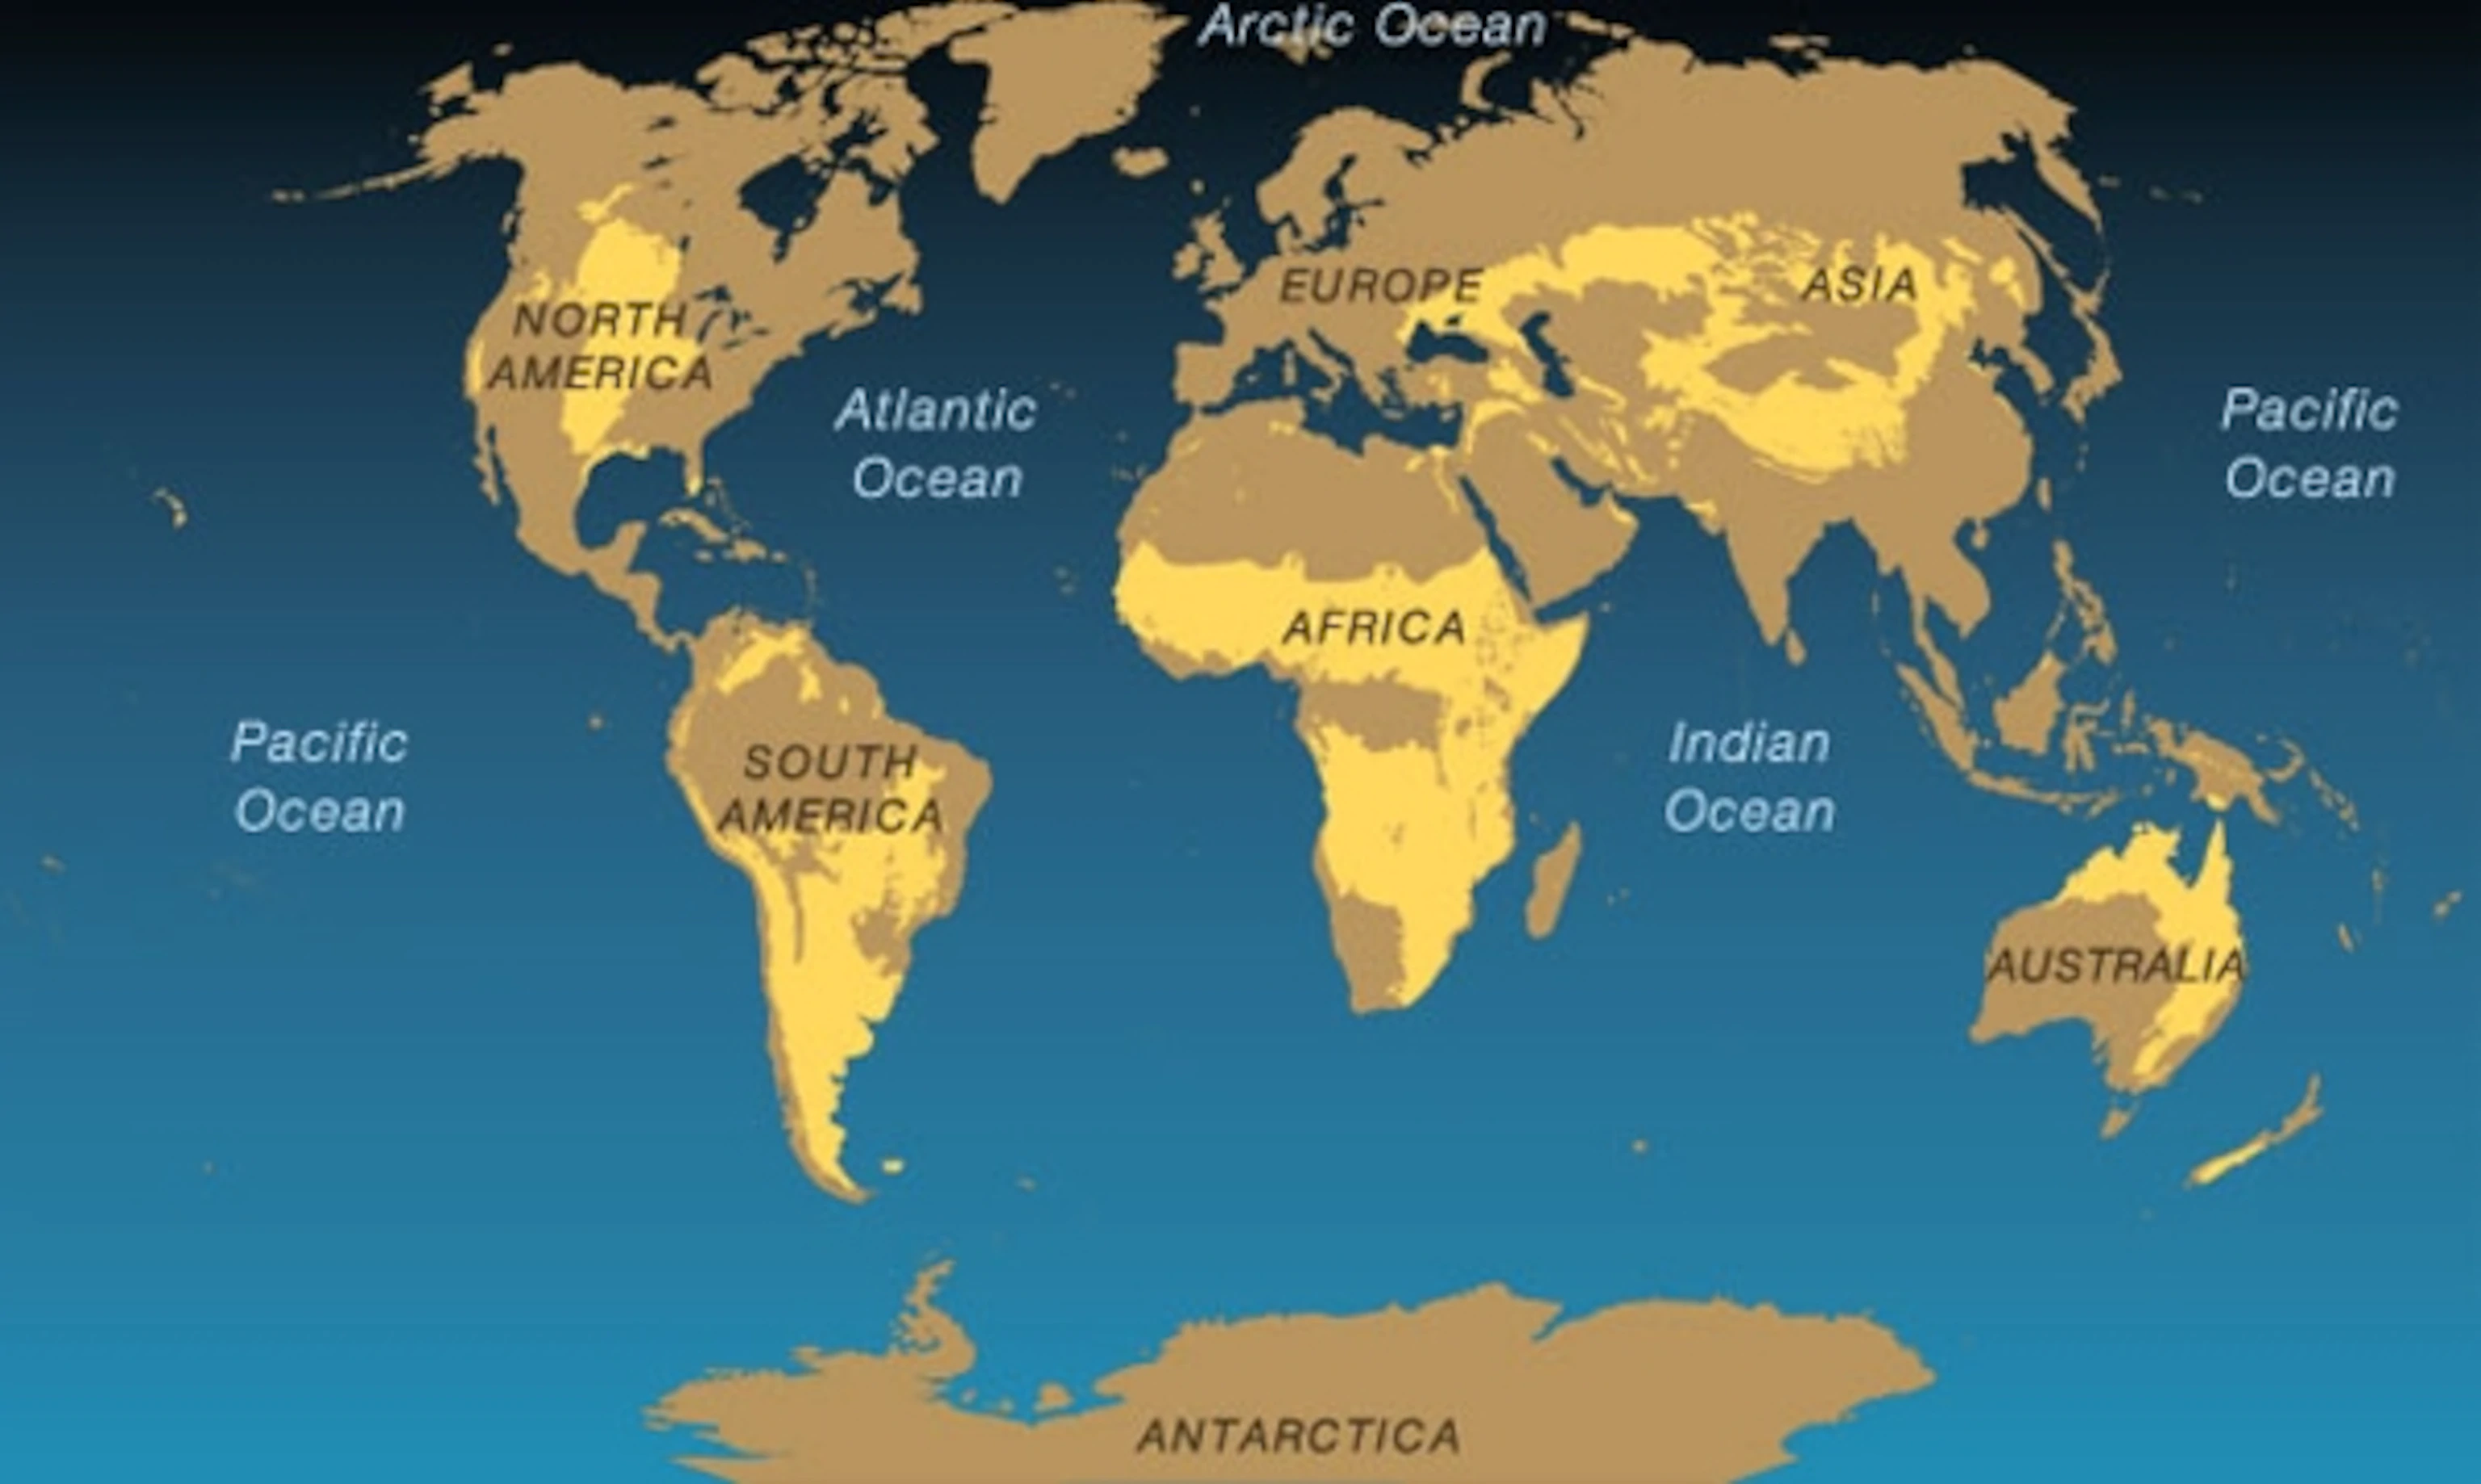 Arctic Ocean
EUROPE
ASIA
NORTH
AMERICA
Atlantic
Ocean
Pacific
Ocean
AFRICA
Pacific
Ocean
SOUTH
AMERICA
Indian
Ocean
AUSTRALIA
ANTARCTICA